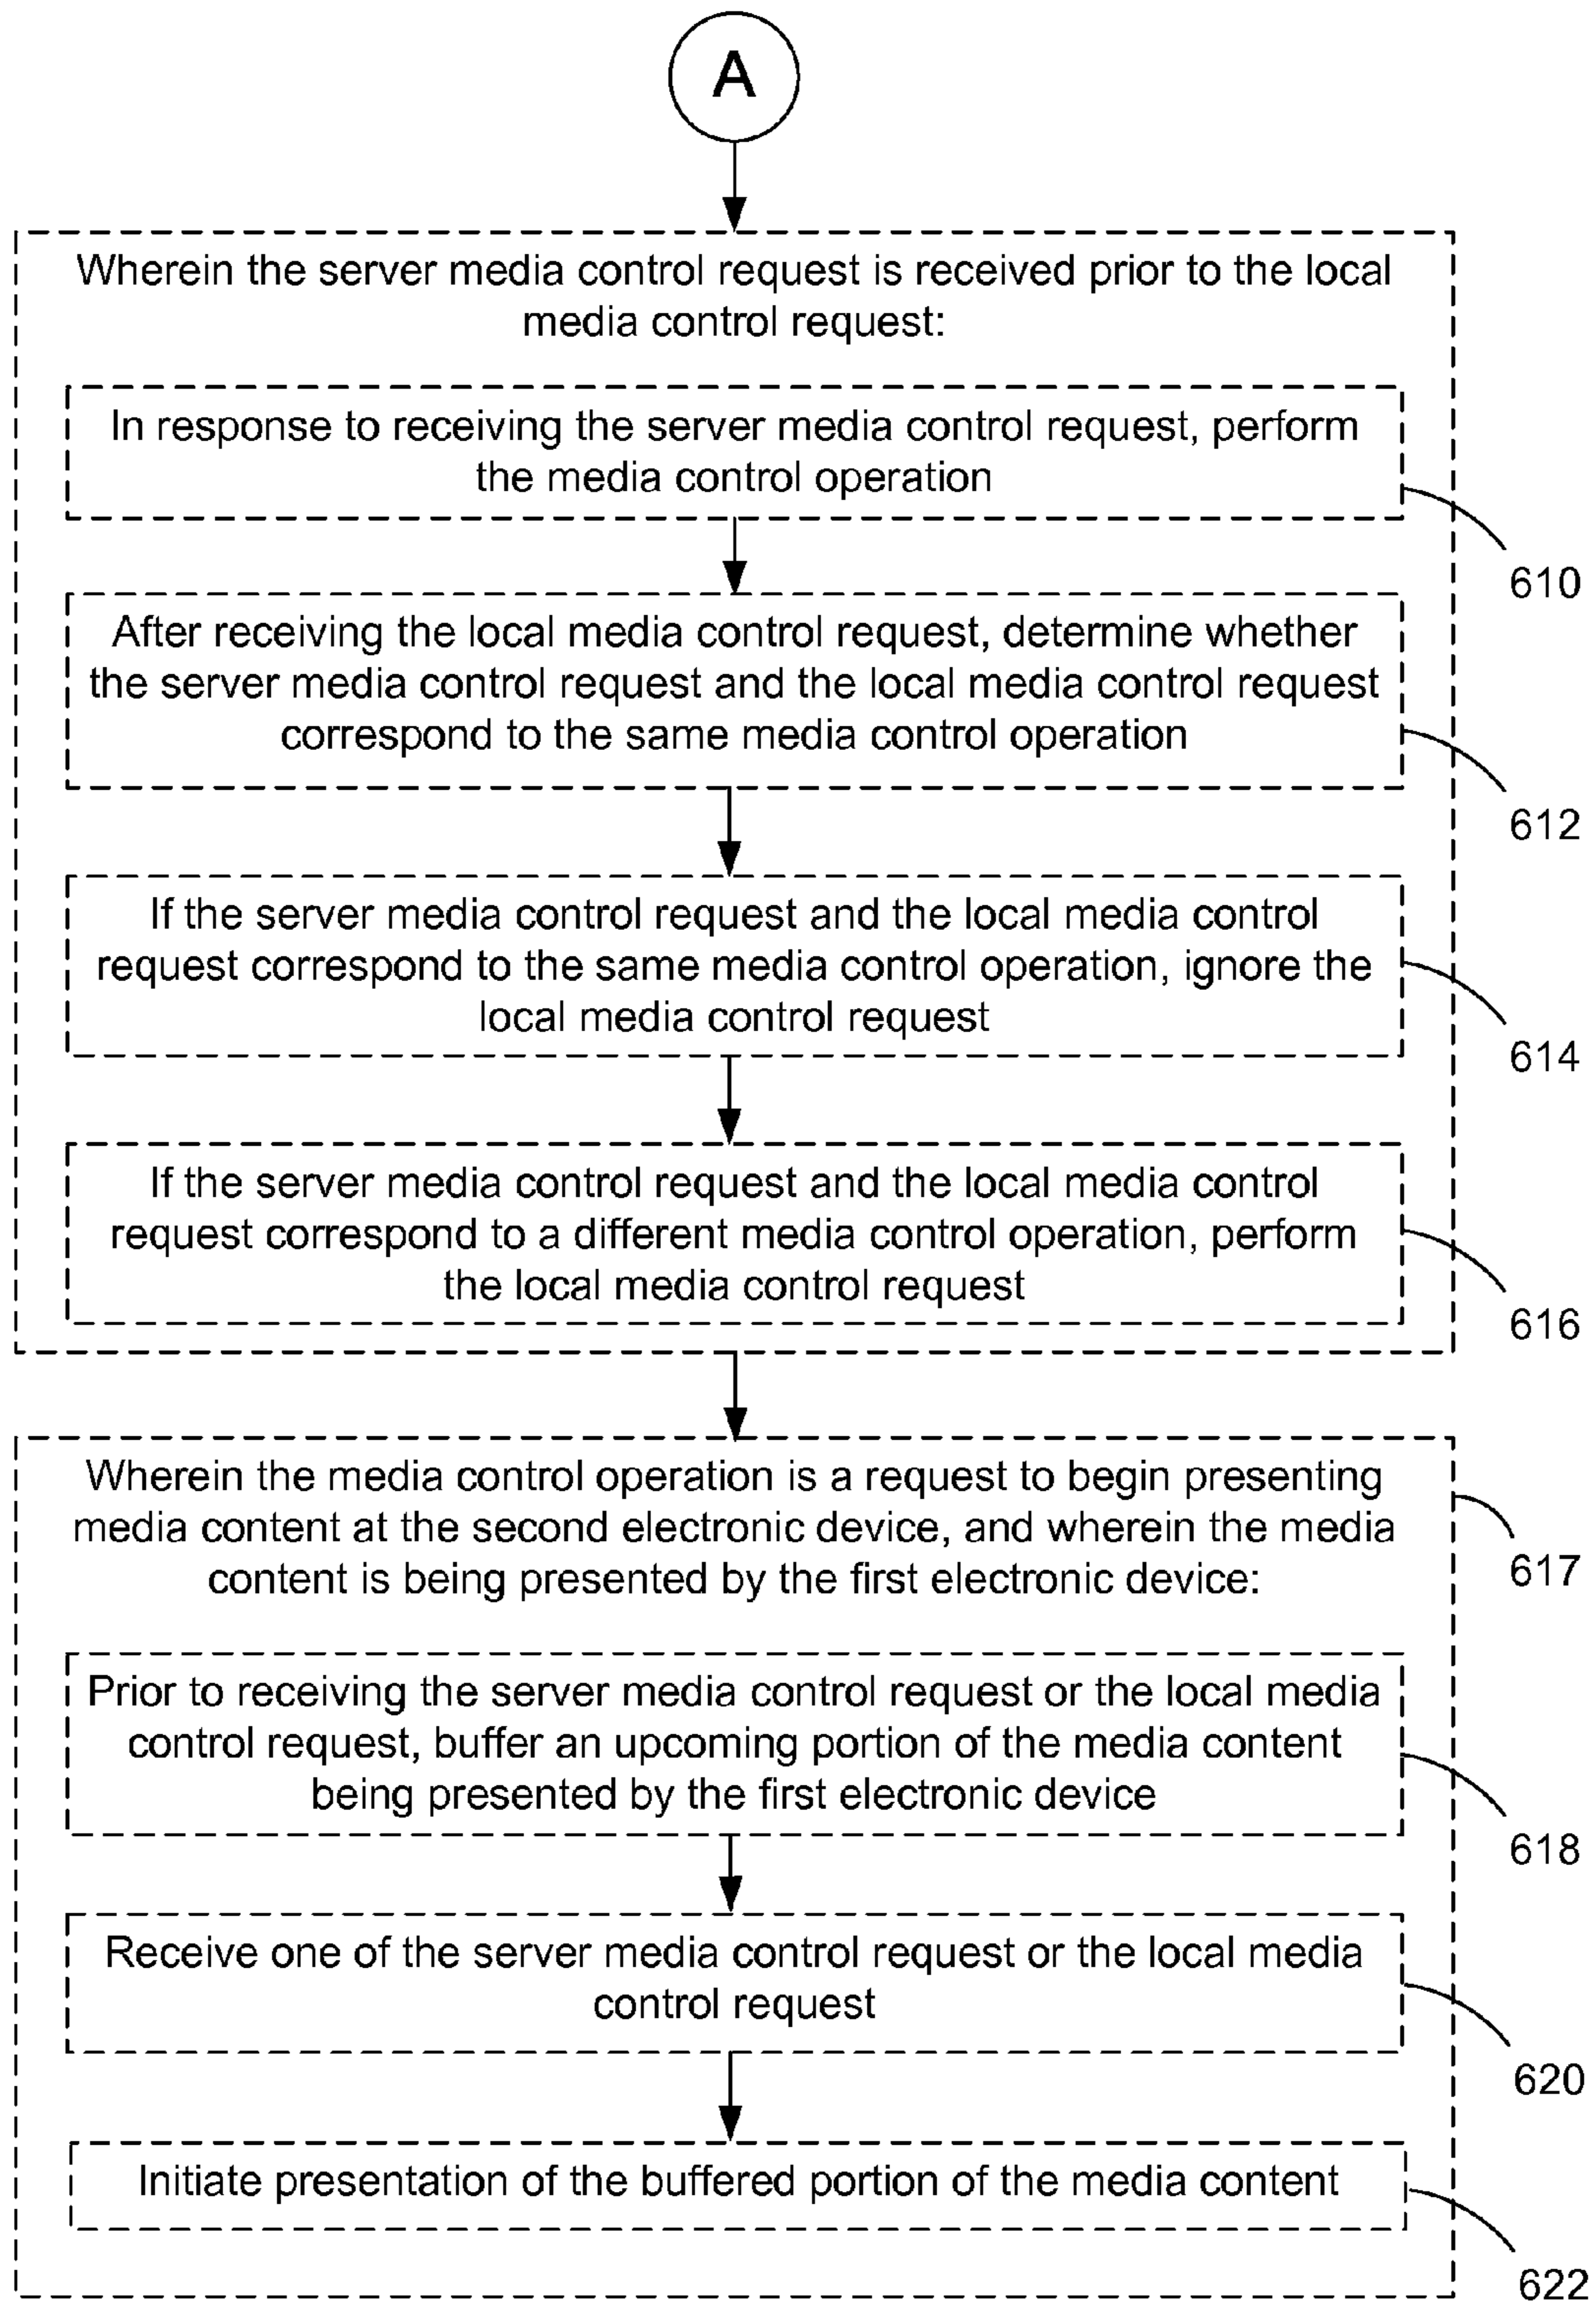 A
Wherein the server media control request is received prior to the local
media control request:
In response to receiving the server media control request, perform
the media control operation
610
After receiving the local media control request, determine whether
the server media control request and the local media control request
correspond to the same media control operation
612
If the server media control request and the local media control
request correspond to the same media control operation, ignore the
local media control request
614
If the server media control request and the local media control
request correspond to a different media control operation, perform
the local media control request
616
Wherein the media control operation is a request to begin presenting
media content at the second electronic device, and wherein the media
content is being presented by the first electronic device:
617
Prior to receiving the server media control request or the local media
control request, buffer an upcoming portion of the media content
being presented by the first electronic device
618
Receive one of the server media control request or the local media
control request
620
Initiate presentation of the buffered portion of the media content
622